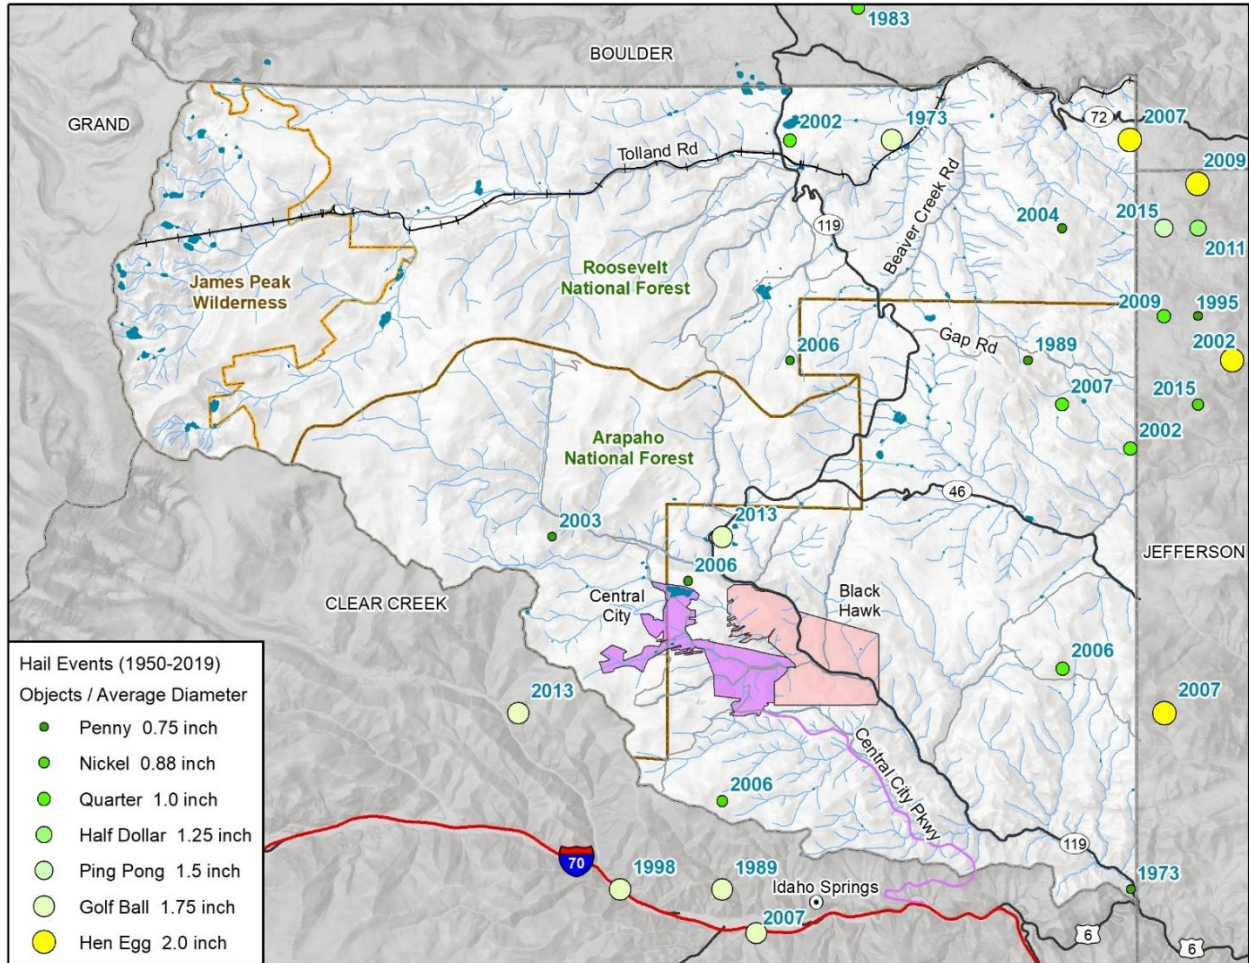 1983
BOULDER
GRAND
72
2007
2002
1973
Tolland Rd
2009
Beaver Creek Rd
2004
2015
119
2011
James Peak
Wilderness
Roosevelt
National Forest
2009
1995
Gap Rd
2006
1989
2002
2007
2015
Arapaho
National Forest
2002
46
2003
2013
JEFFERSON
2006
Central
City
Black
Hawk
CLEAR CREEK
2006
2013
2007
Central City Pkwy
2006
119
70
1998
1989
Idaho Springs
1973
2007
6
6
Hail Events (1950-2019)
Objects / Average Diameter
Penny 0.75 inch
Nickel 0.88 inch
Quarter 1.0 inch
Half Dollar 1.25 inch
Ping Pong 1.5 inch
Golf Ball 1.75 inch
Hen Egg 2.0 inch